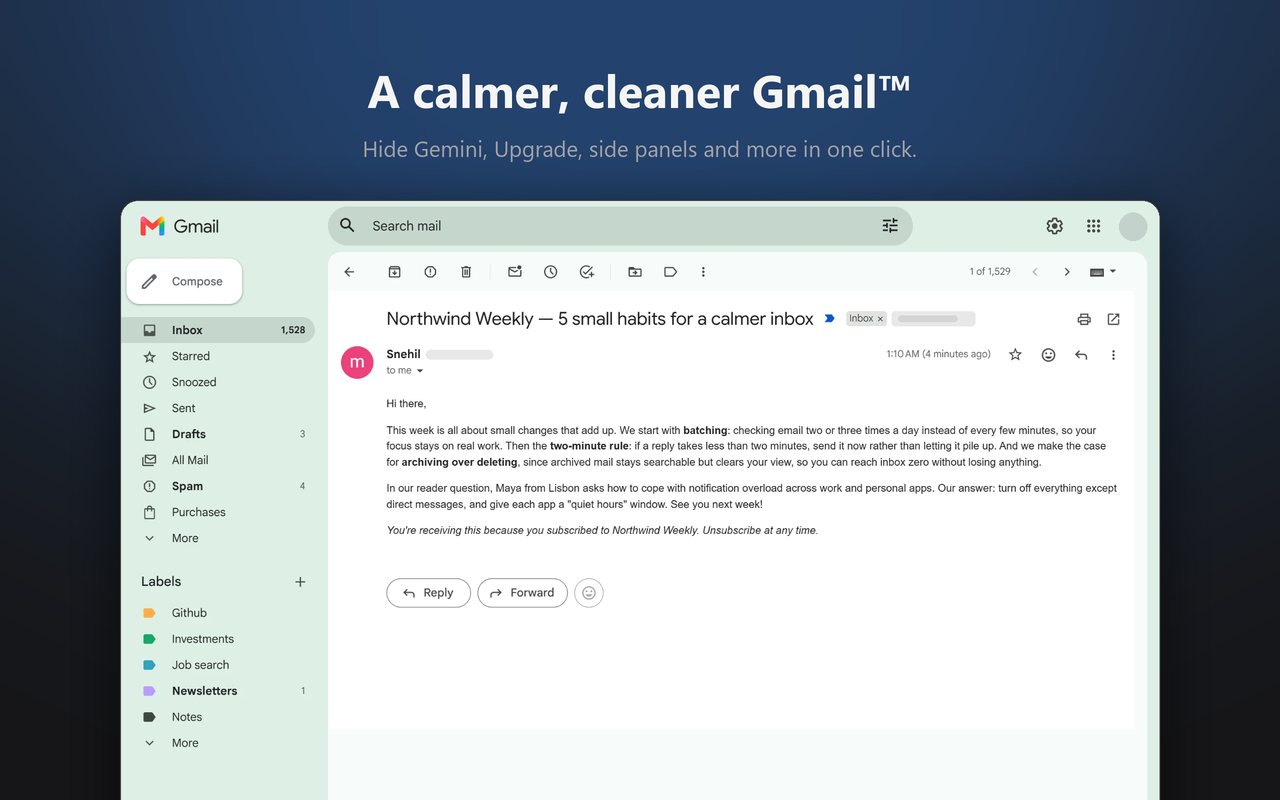 A calmer, cleaner Gmail™
Hide Gemini, Upgrade, side panels and more in one click.
Gmail
Search mail
Compose
1 of 1,529
Inbox 1,528
Starred
Snoozed
Sent
Drafts 3
All Mail
Spam 4
Purchases
More
Labels
Github
Investments
Job search
Newsletters 1
Notes
More
Northwind Weekly — 5 small habits for a calmer inbox Inbox ×
m
Snehil 1:10 AM (4 minutes ago)
to me
Hi there,
This week is all about small changes that add up. We start with batching: checking email two or three times a day instead of every few minutes, so your
focus stays on real work. Then the two-minute rule: if a reply takes less than two minutes, send it now rather than letting it pile up. And we make the case
for archiving over deleting, since archived mail stays searchable but clears your view, so you can reach inbox zero without losing anything.
In our reader question, Maya from Lisbon asks how to cope with notification overload across work and personal apps. Our answer: turn off everything except
direct messages, and give each app a "quiet hours" window. See you next week!
You're receiving this because you subscribed to Northwind Weekly. Unsubscribe at any time.
Reply Forward